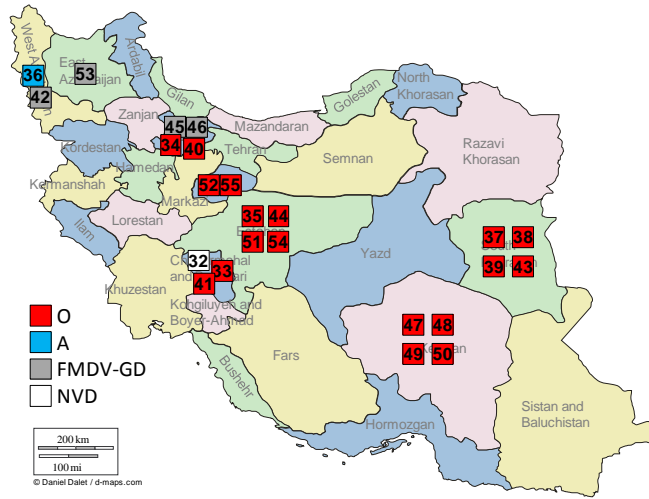 North
Khorasan
Golestan
Ardabil
West A
36
42
East
Azerbaijan
53
Gilan
Zanjan
45 46
34 40
Mazandaran
Razavi
Khorasan
Kordestan
Hamedan
Tehran
Semnan
Kermanshah
Markazi
52 55
Ilam
Lorestan
35 44
51 54
Yazd
37 38
39 43
South
32
33
41
Khuzestan
Kohgiluyeh and
Boyer-Ahmad
47 48
49 50
Fars
Bushehr
Hormozgan
Sistan and
Baluchistan
O
A
FMDV-GD
NVD
200 km
100 mi
© Daniel Dalet / d-maps.com